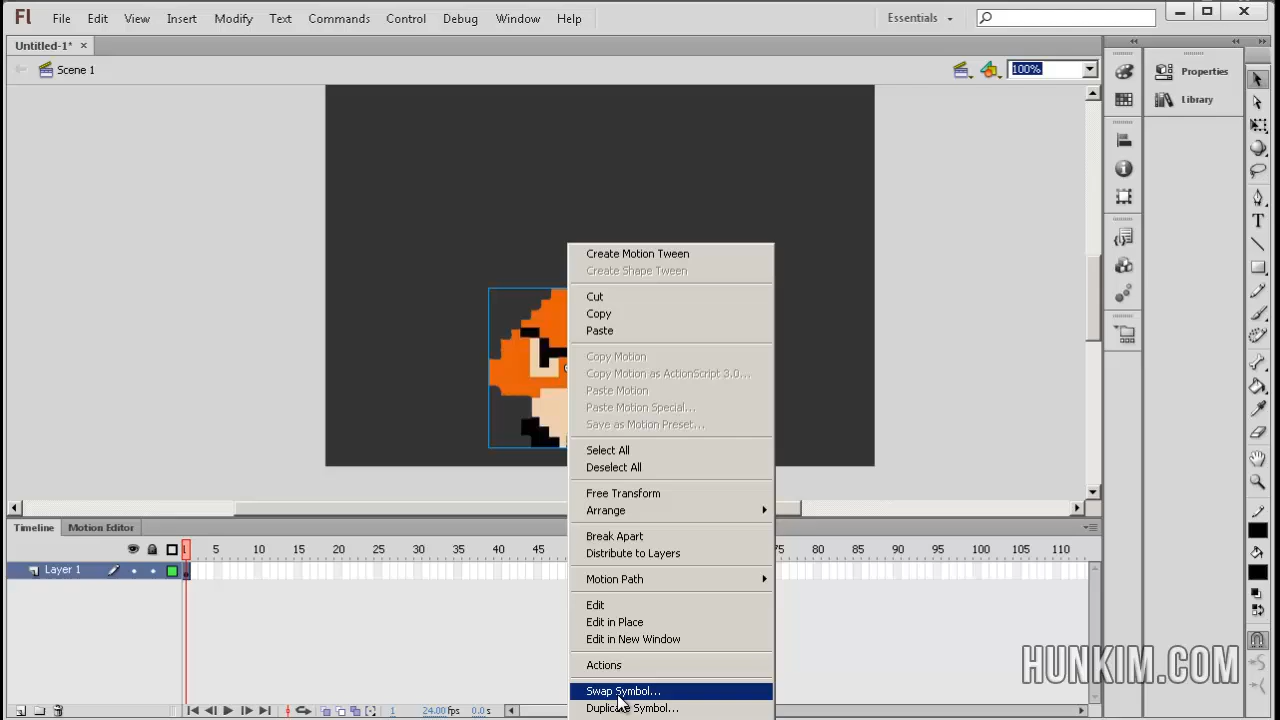 Fl File Edit View Insert Modify Text Commands Control Debug Window Help Essentials
Untitled-1*
Scene 1 100%
Properties
Library
Create Motion Tween
Create Shape Tween
Cut
Copy
Paste
Copy Motion
Copy Motion as ActionScript 3.0...
Paste Motion
Paste Motion Special...
Save as Motion Preset...
Select All
Deselect All
Free Transform
Arrange
Break Apart
Distribute to Layers
Motion Path
Edit
Edit in Place
Edit in New Window
Actions
Swap Symbol...
Duplicate Symbol...
Timeline Motion Editor
1 5 10 15 20 25 30 35 40 45 75 80 85 90 95 100 105 110
Layer 1
1 24.00 fps 0.0 s
HUNKIM.COM